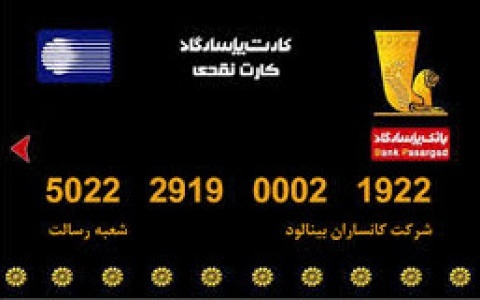 کارت پاسارگاد
کارت نقدی
بانک پاسارگاد
Bank Pasargad
5022 2919 0002 1922
شرکت کانساران بینالود
شعبه رسالت